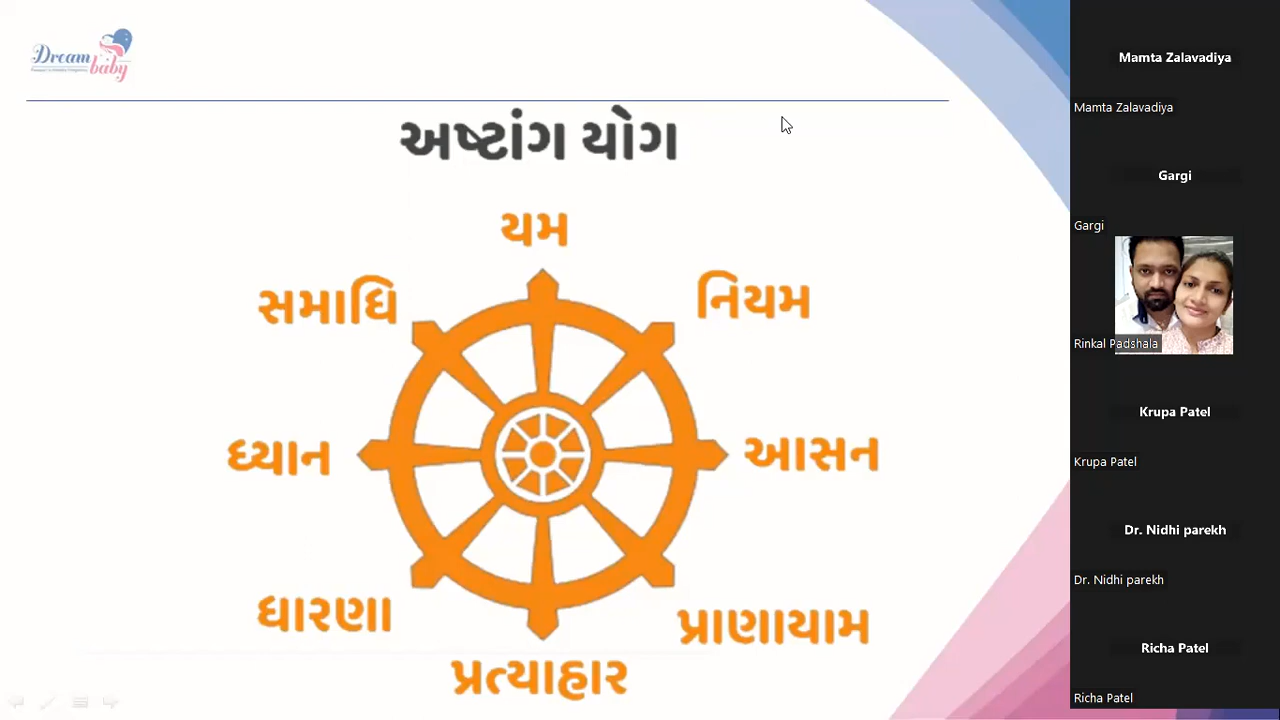 Dream
baby
અષ્ટાંગ યોગ
યમ
નિયમ
આસન
પ્રાણાયામ
પ્રત્યાહાર
ધારણા
ધ્યાન
સમાધિ
Mamta Zalavadiya
Mamta Zalavadiya
Gargi
Gargi
Rinkal Padshala
Krupa Patel
Krupa Patel
Dr. Nidhi parekh
Dr. Nidhi parekh
Richa Patel
Richa Patel